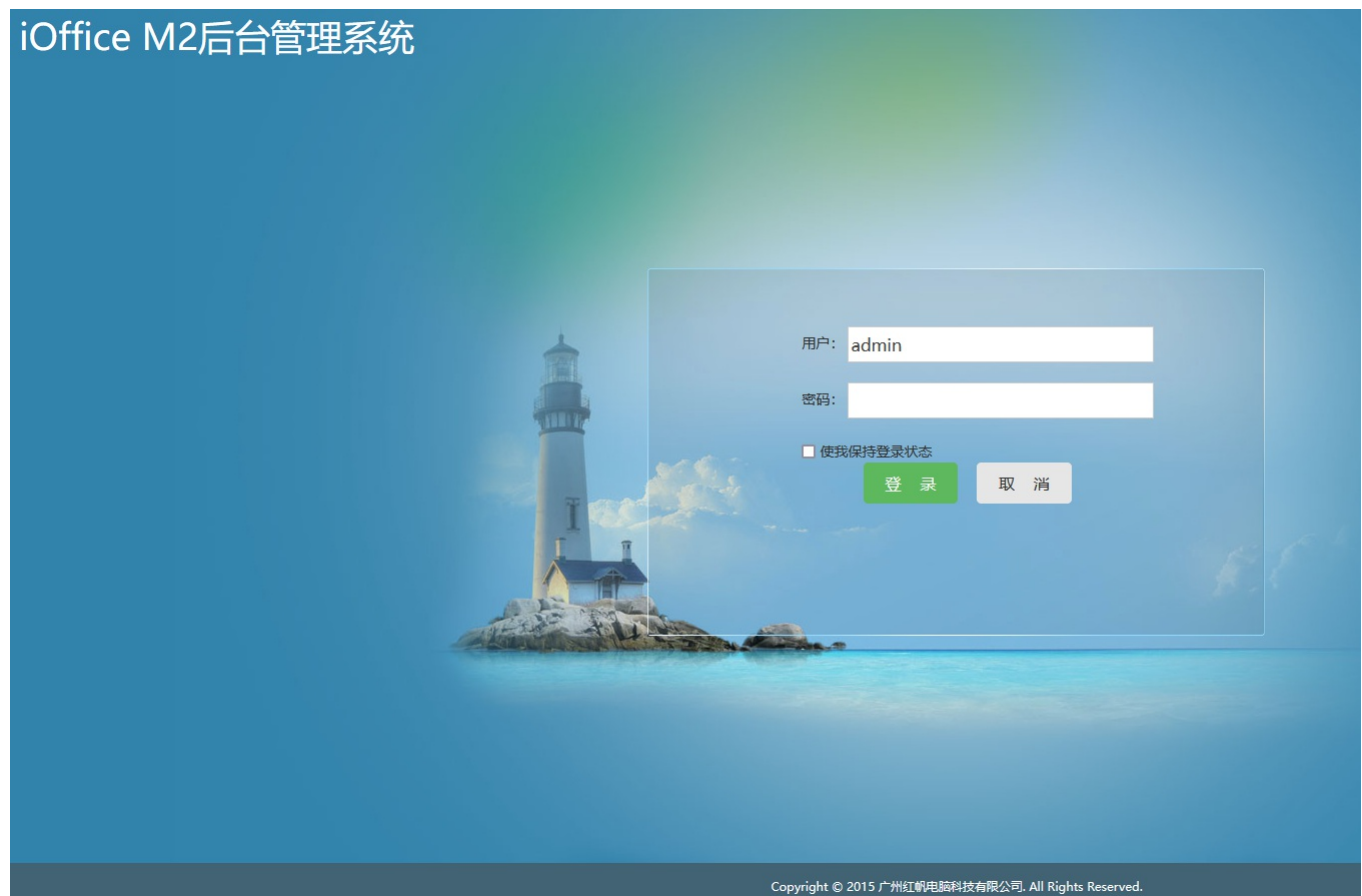 iOffice M2后台管理系统
用户： admin
密码：
使我保持登录状态
登 录 取 消
Copyright © 2015 广州红帆电脑科技有限公司. All Rights Reserved.